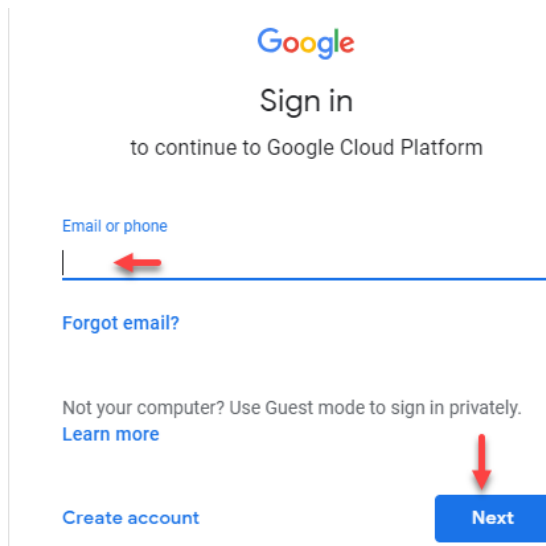 Google
Sign in
to continue to Google Cloud Platform
Email or phone
Forgot email?
Not your computer? Use Guest mode to sign in privately.
Learn more
Create account
Next